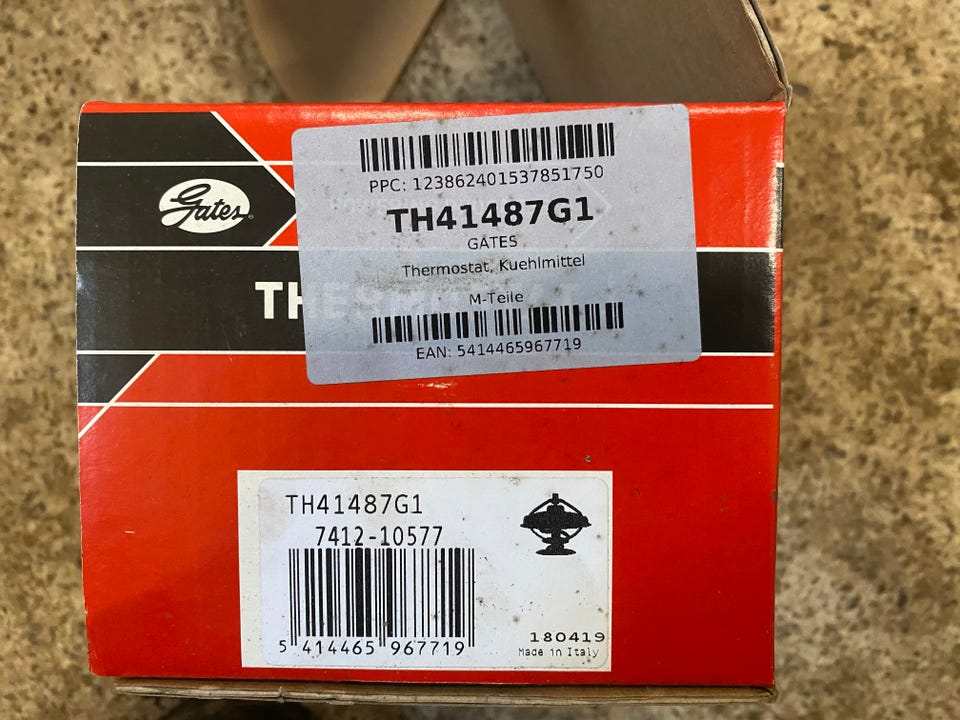 Gates®
PPC: 123862401537851750
TH41487G1
GATES
Thermostat, Kuehlmittel
M-Teile
EAN: 5414465967719
TH41487G1
7412-10577
5 414465 967719
180419
Made in Italy